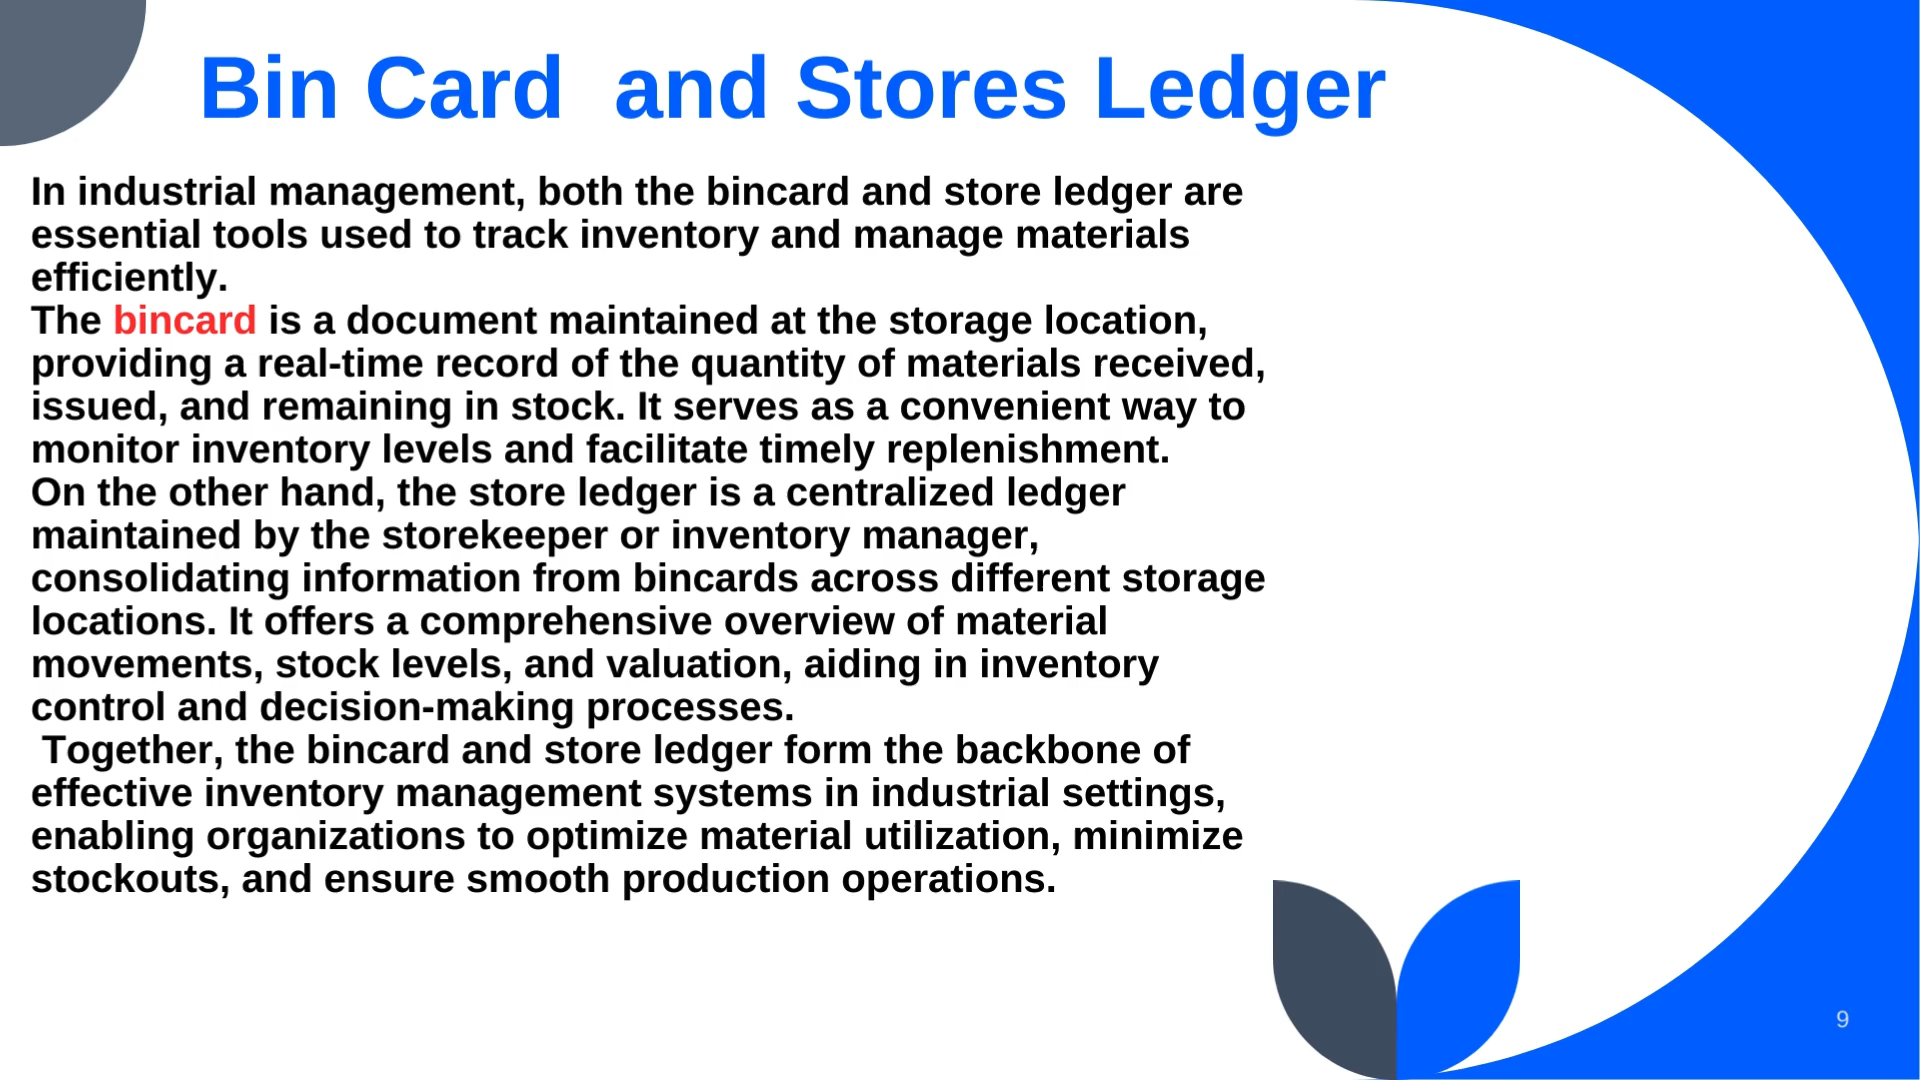 Bin Card  and Stores Ledger
In industrial management, both the bincard and store ledger are
essential tools used to track inventory and manage materials
efficiently.
The bincard is a document maintained at the storage location,
providing a real-time record of the quantity of materials received,
issued, and remaining in stock. It serves as a convenient way to
monitor inventory levels and facilitate timely replenishment.
On the other hand, the store ledger is a centralized ledger
maintained by the storekeeper or inventory manager,
consolidating information from bincards across different storage
locations. It offers a comprehensive overview of material
movements, stock levels, and valuation, aiding in inventory
control and decision-making processes.
 Together, the bincard and store ledger form the backbone of
effective inventory management systems in industrial settings,
enabling organizations to optimize material utilization, minimize
stockouts, and ensure smooth production operations.
9